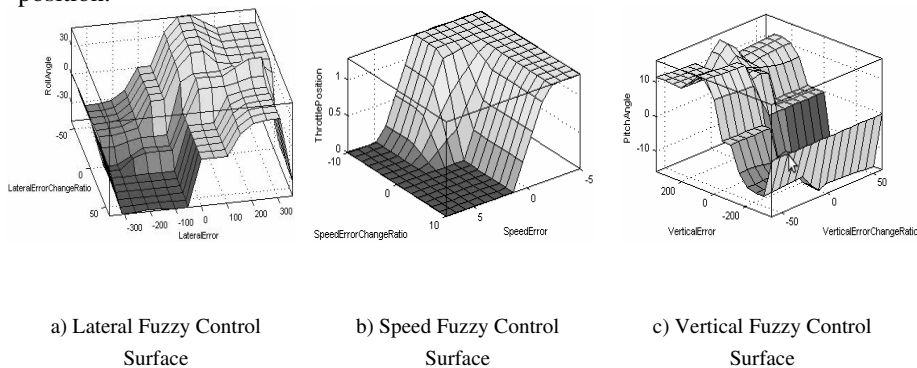 position.
30
0
-30
RollAngle
-50
0
50
LateralErrorChangeRatio
-300 -200 -100 0 100 200 300
LateralError
1
0.5
0
ThrottlePosition
-10
0
10
SpeedErrorChangeRatio
5
0
-5
SpeedError
10
0
-10
PitchAngle
200
0
-200
VerticalError
-50
0
50
VerticalErrorChangeRatio
a) Lateral Fuzzy Control
Surface
b) Speed Fuzzy Control
Surface
c) Vertical Fuzzy Control
Surface